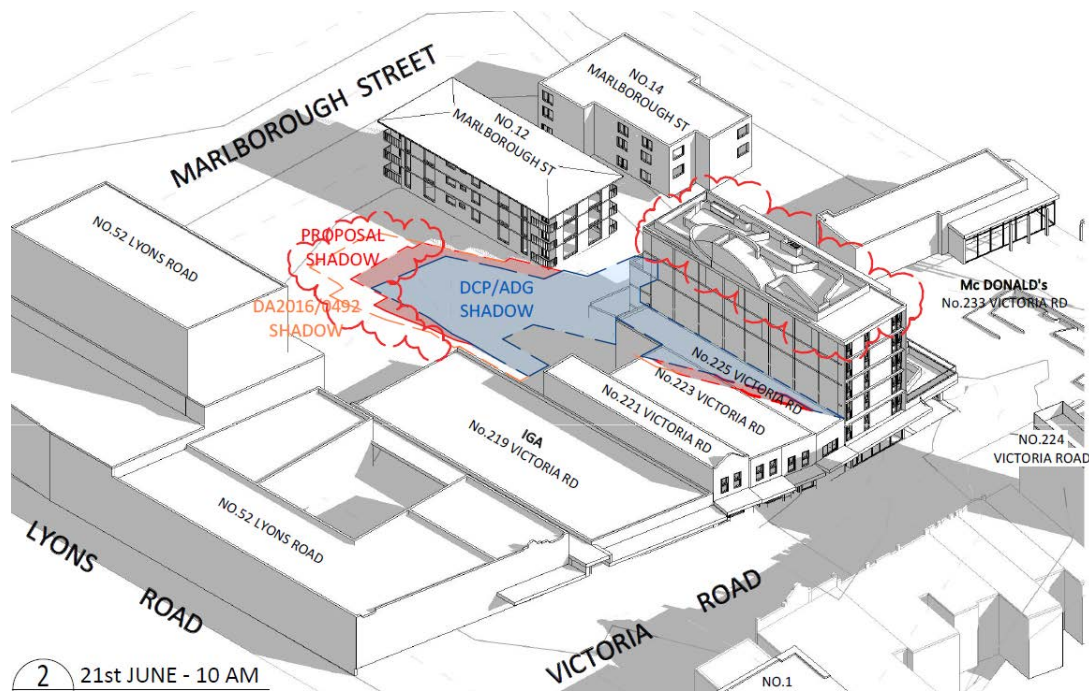 MARLBOROUGH STREET
NO.14
MARLBOROUGH ST
NO.12
MARLBOROUGH ST
NO.52 LYONS ROAD
PROPOSAL
SHADOW
DA2016/0492
SHADOW
DCP/ADG
SHADOW
Mc DONALD's
No.233 VICTORIA RD
No.225 VICTORIA RD
No.223 VICTORIA RD
No.221 VICTORIA RD
IGA
No.219 VICTORIA RD
NO.224
VICTORIA ROAD
NO.52 LYONS ROAD
LYONS
ROAD
VICTORIA ROAD
NO.1
2 21st JUNE - 10 AM